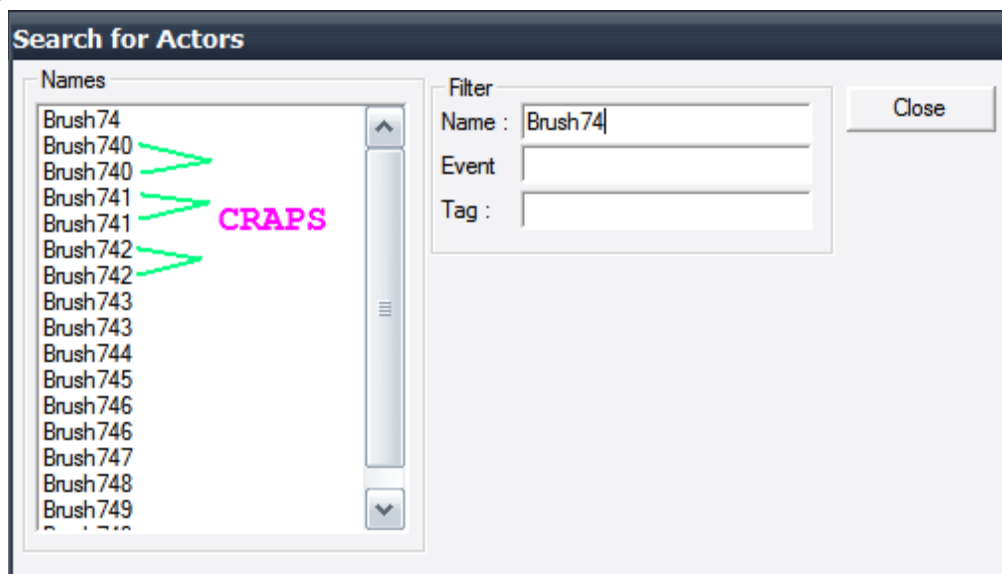 Search for Actors
Names
Brush74
Brush740
Brush740
Brush741
Brush741
Brush742
Brush742
Brush743
Brush743
Brush744
Brush745
Brush746
Brush746
Brush747
Brush748
Brush749
CRAPS
Filter
Name : Brush74
Event
Tag :
Close